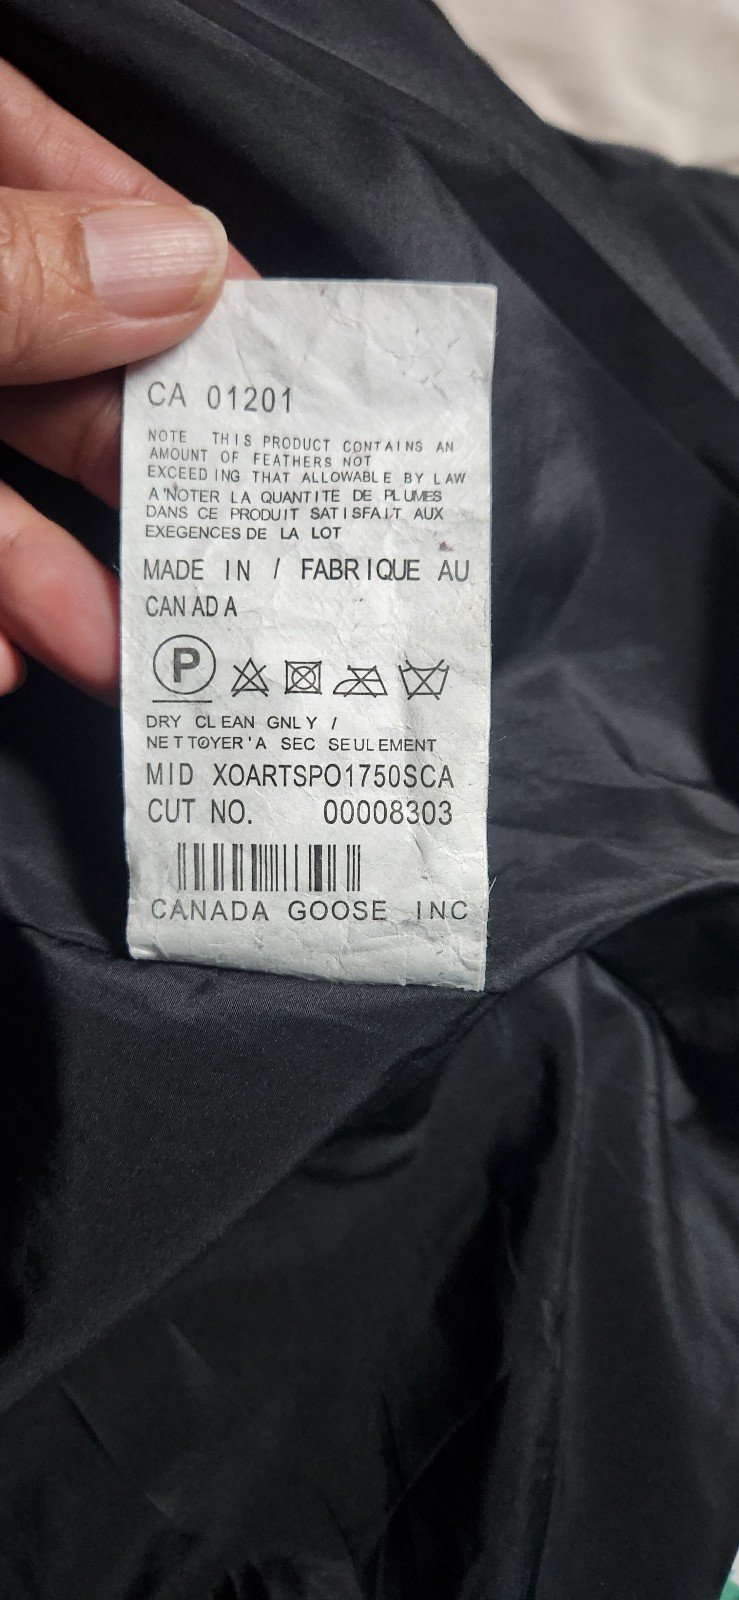 CA 01201
NOTE THIS PRODUCT CONTAINS AN
AMOUNT OF FEATHERS NOT
EXCEEDING THAT ALLOWABLE BY LAW
A'NOTER LA QUANTITE DE PLUMES
DANS CE PRODUIT SATISFAIT AUX
EXEGENCES DE LA LOT
MADE IN / FABRIQUE AU
CANADA
P
DRY CLEAN GNLY /
NETTOYER'A SEC SEULEMENT
MID XOARTSPO1750SCA
CUT NO. 00008303
CANADA GOOSE INC